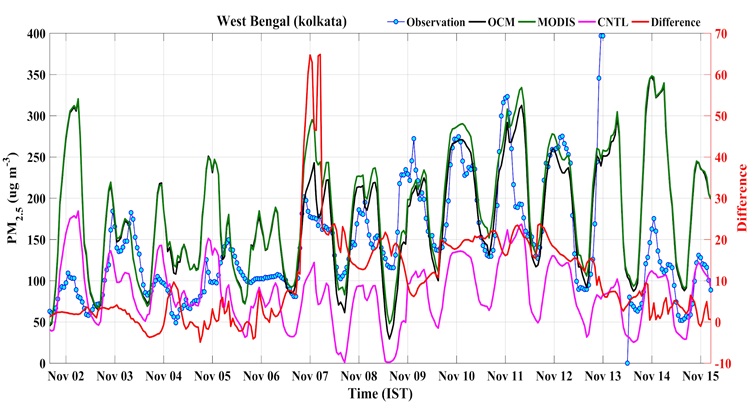 West Bengal (kolkata)
Observation OCM MODIS CNTL Difference
400 70
350 60
300 50
250 40
200 30
150 20
100 10
50 0
0 -10
PM2.5 (ug m-3)
Difference
Nov 02 Nov 03 Nov 04 Nov 05 Nov 06 Nov 07 Nov 08 Nov 09 Nov 10 Nov 11 Nov 12 Nov 13 Nov 14 Nov 15
Time (IST)